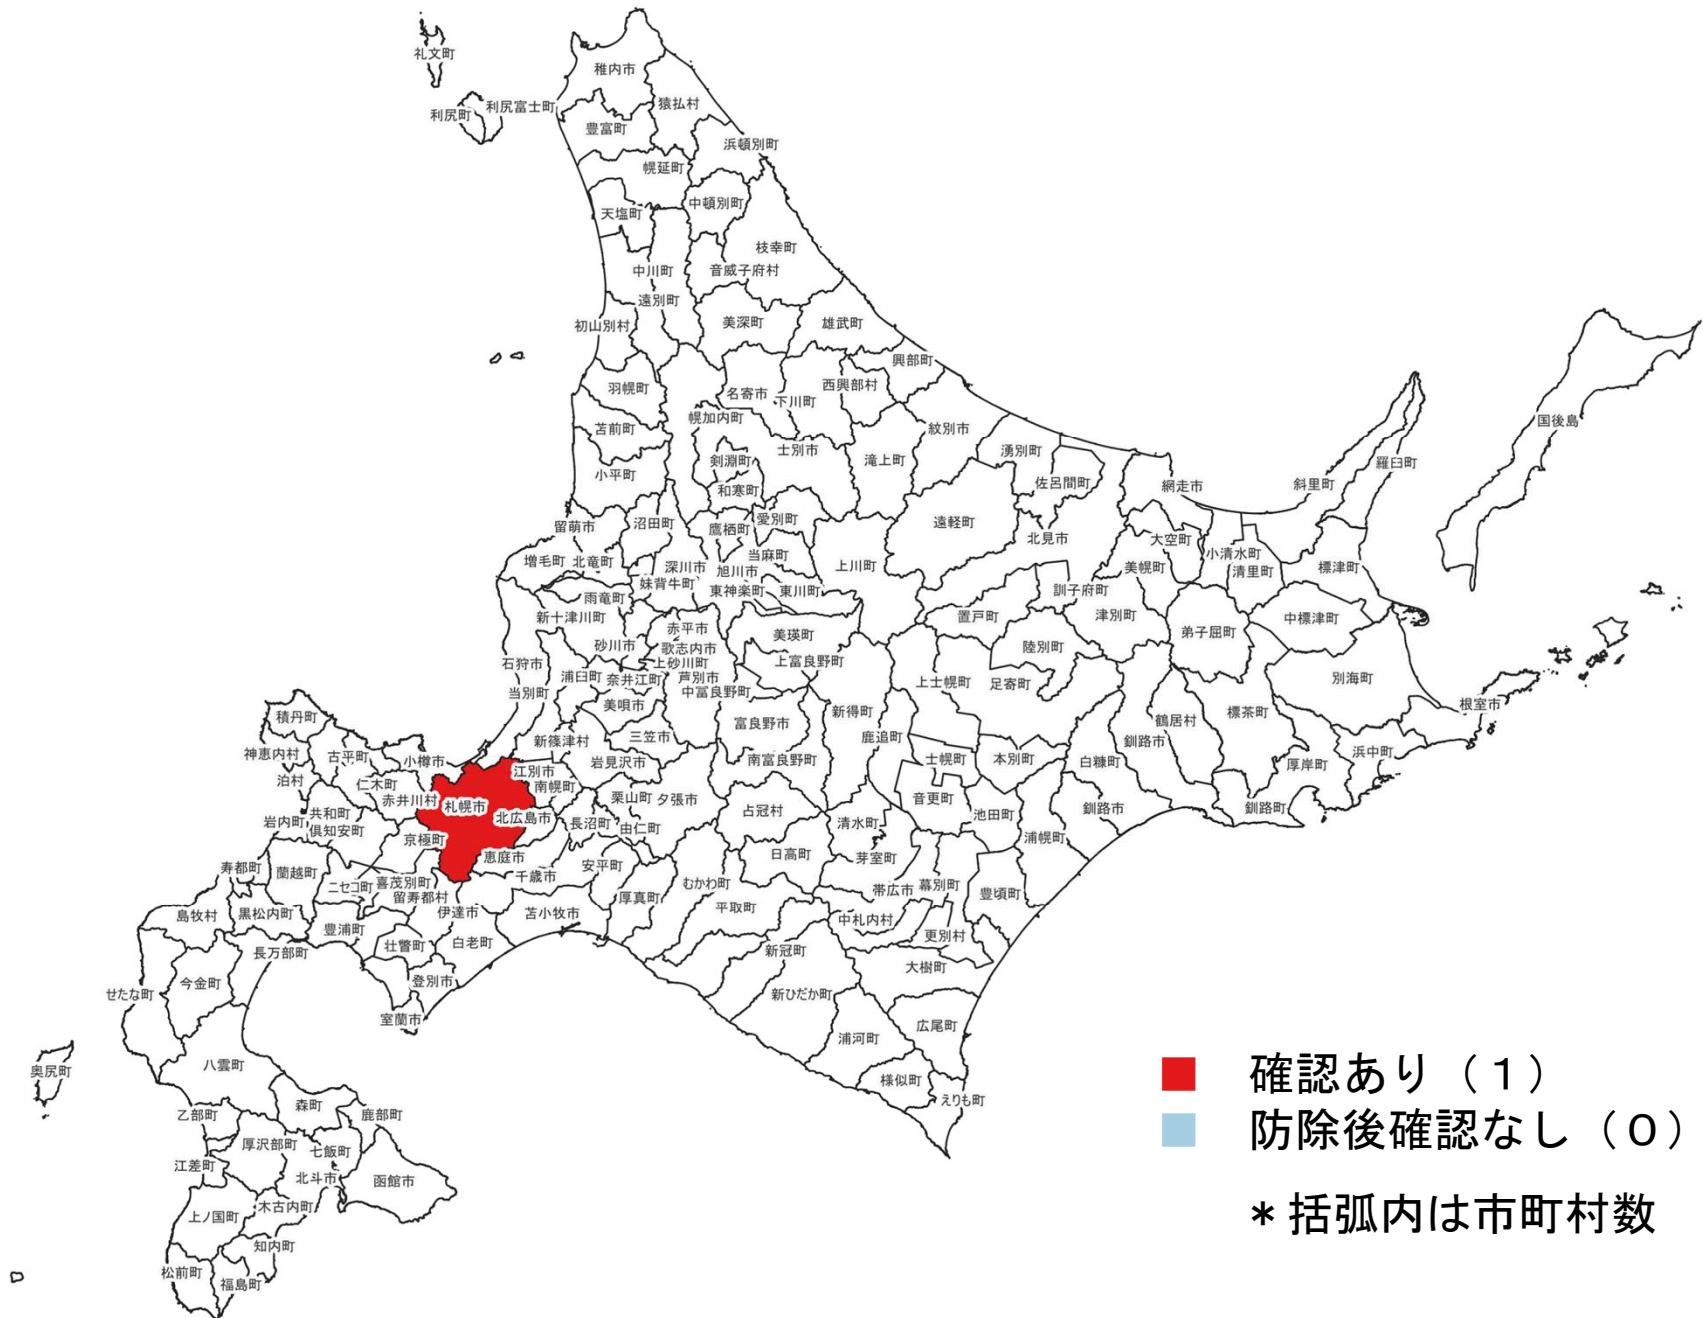 礼文町
利尻町
利尻富士町
稚内市
猿払村
豊富町
浜頓別町
幌延町
中頓別町
天塩町
枝幸町
中川町
音威子府村
遠別町
初山別村
美深町
雄武町
興部町
羽幌町
名寄市
下川町
西興部村
幌加内町
苫前町
士別市
紋別市
滝上町
湧別町
国後島
羅臼町
小平町
剣淵町
和寒町
佐呂間町
網走市
斜里町
留萌市
沼田町
鷹栖町
愛別町
遠軽町
北見市
大空町
小清水町
増毛町
北竜町
深川市
旭川市
当麻町
上川町
美幌町
清里町
標津町
妹背牛町
東神楽町
東川町
訓子府町
雨竜町
新十津川町
置戸町
津別町
中標津町
赤平市
美瑛町
弟子屈町
砂川市
歌志内市
陸別町
石狩市
上砂川町
上富良野町
浦臼町
奈井江町
芦別市
上士幌町
足寄町
別海町
当別町
中富良野町
美唄市
新得町
根室市
積丹町
富良野市
鶴居村
標茶町
三笠市
鹿追町
釧路市
神恵内村
古平町
小樽市
新篠津村
岩見沢市
南富良野町
士幌町
本別町
白糠町
厚岸町
浜中町
泊村
仁木町
江別市
南幌町
赤井川村
札幌市
栗山町
夕張市
音更町
釧路市
釧路町
岩内町
共和町
倶知安町
北広島市
長沼町
由仁町
占冠村
清水町
池田町
浦幌町
京極町
恵庭市
日高町
芽室町
寿都町
蘭越町
ニセコ町
喜茂別町
千歳市
安平町
留寿都村
厚真町
むかわ町
帯広市
幕別町
豊頃町
島牧村
黒松内町
伊達市
苫小牧市
平取町
中札内村
豊浦町
壮瞥町
白老町
更別村
長万部町
新冠町
大樹町
今金町
登別市
せたな町
新ひだか町
室蘭市
広尾町
浦河町
奥尻町
八雲町
様似町
えりも町
乙部町
森町
鹿部町
厚沢部町
七飯町
江差町
北斗市
函館市
上ノ国町
木古内町
知内町
松前町
福島町
確認あり（１）
防除後確認なし（０）
＊括弧内は市町村数